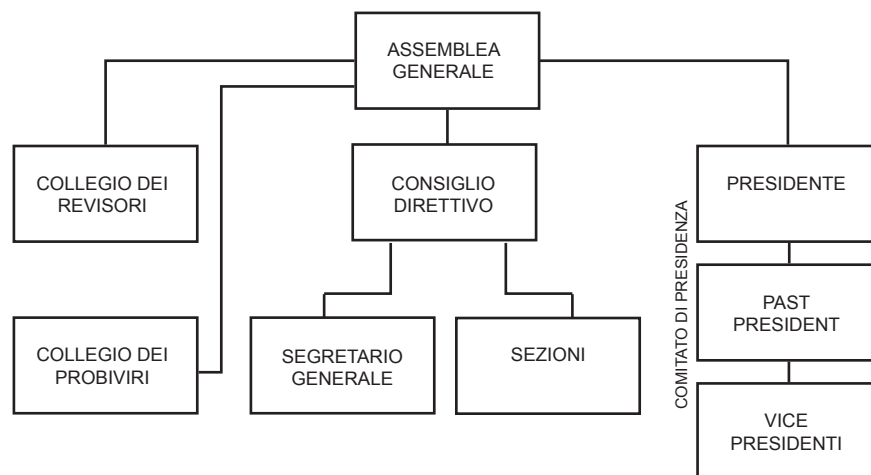 ASSEMBLEA
GENERALE
COLLEGIO DEI
REVISORI
CONSIGLIO
DIRETTIVO
PRESIDENTE
COMITATO DI PRESIDENZA
PAST
PRESIDENT
COLLEGIO DEI
PROBIVIRI
SEGRETARIO
GENERALE
SEZIONI
VICE
PRESIDENTI